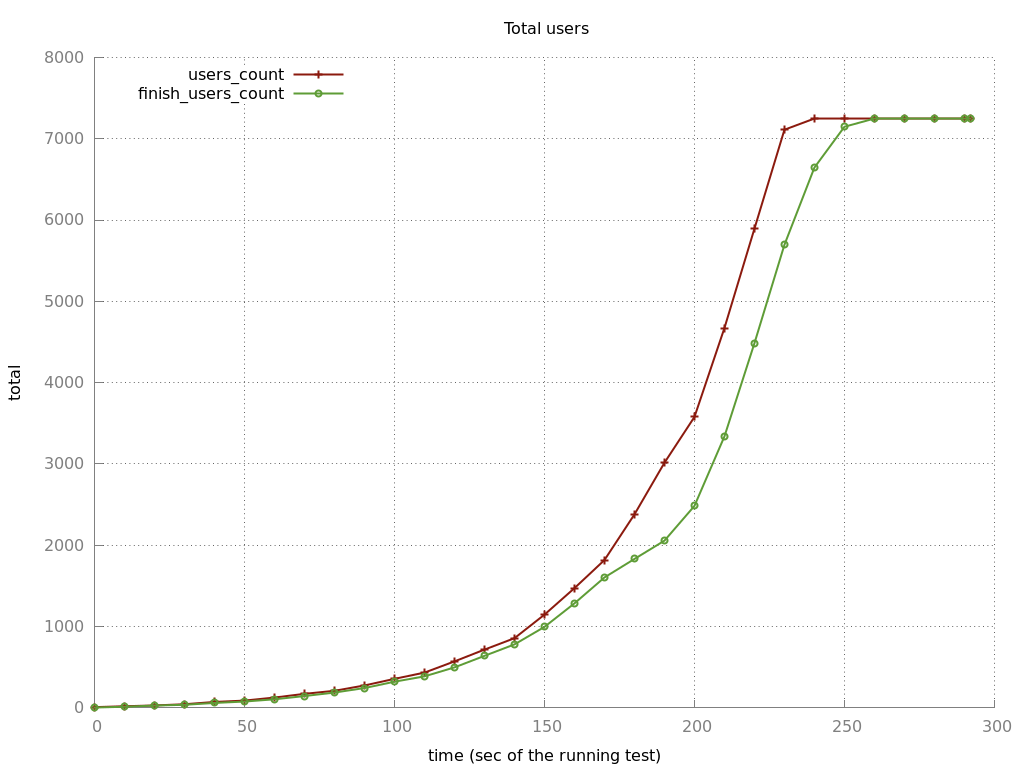 Total users
users_count
finish_users_count
8000
7000
6000
5000
4000
3000
2000
1000
0
total
0 50 100 150 200 250 300
time (sec of the running test)